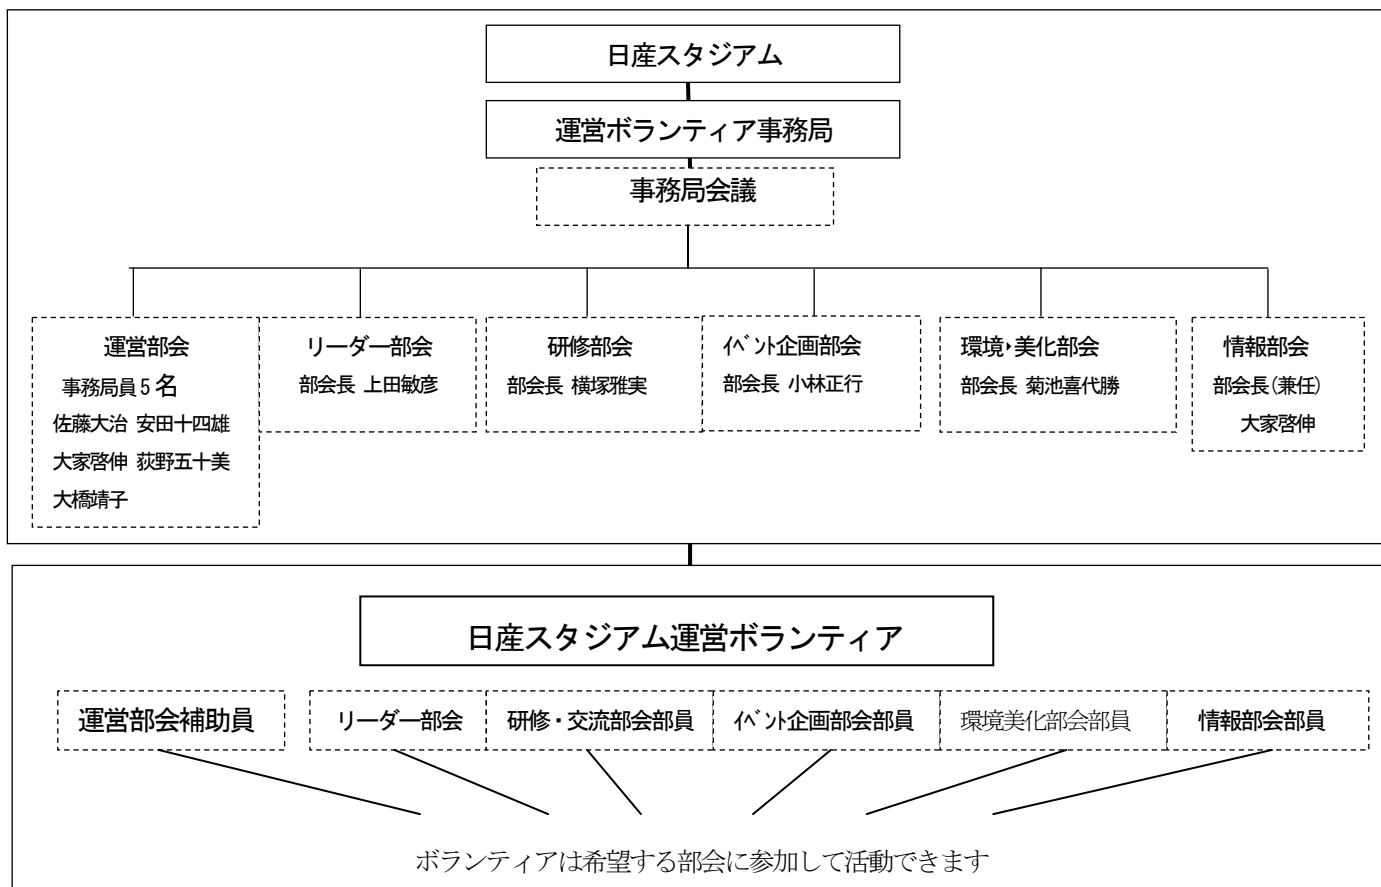 日産スタジアム
運営ボランティア事務局
事務局会議
運営部会
事務局員5名
佐藤大治 安田十四雄
大家啓伸 荻野五十美
大橋靖子
リーダー部会
部会長 上田敏彦
研修部会
部会長 横塚雅実
ｲﾍﾞﾝﾄ企画部会
部会長 小林正行
環境・美化部会
部会長 菊池喜代勝
情報部会
部会長(兼任)
大家啓伸
日産スタジアム運営ボランティア
運営部会補助員
リーダー部会
研修・交流部会部員
ｲﾍﾞﾝﾄ企画部会部員
環境美化部会部員
情報部会部員
ボランティアは希望する部会に参加して活動できます